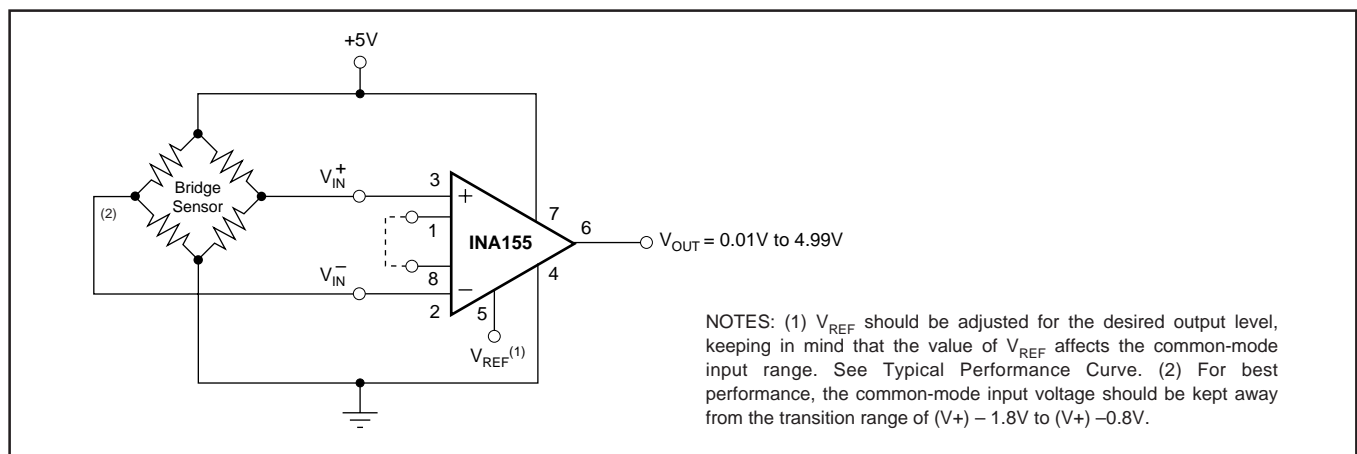 +5V
Bridge
Sensor
(2)
V_IN^+
V_IN^–
3
+
1
INA155
8
–
2
5
7
6
4
V_REF^(1)
V_OUT = 0.01V to 4.99V
NOTES: (1) V_REF should be adjusted for the desired output level,
keeping in mind that the value of V_REF affects the common-mode
input range. See Typical Performance Curve. (2) For best
performance, the common-mode input voltage should be kept away
from the transition range of (V+) – 1.8V to (V+) –0.8V.